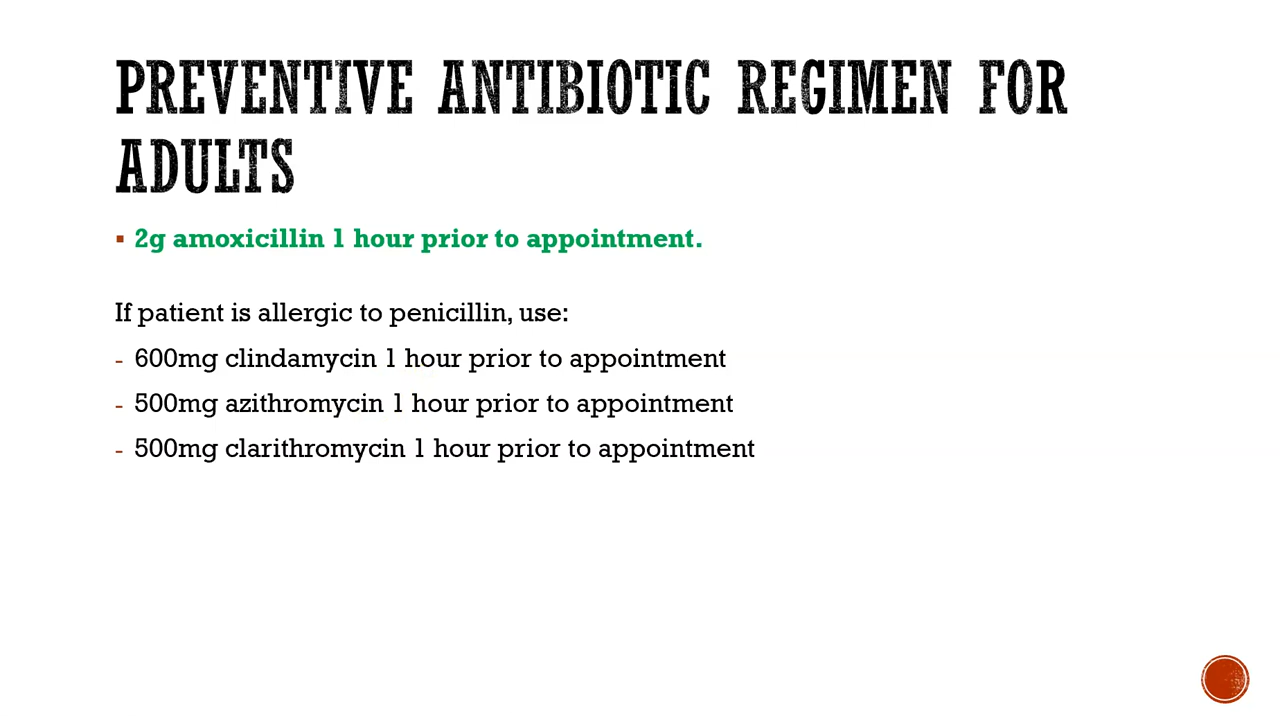 PREVENTIVE ANTIBIOTIC REGIMEN FOR
ADULTS
▪ 2g amoxicillin 1 hour prior to appointment.
If patient is allergic to penicillin, use:
- 600mg clindamycin 1 hour prior to appointment
- 500mg azithromycin 1 hour prior to appointment
- 500mg clarithromycin 1 hour prior to appointment